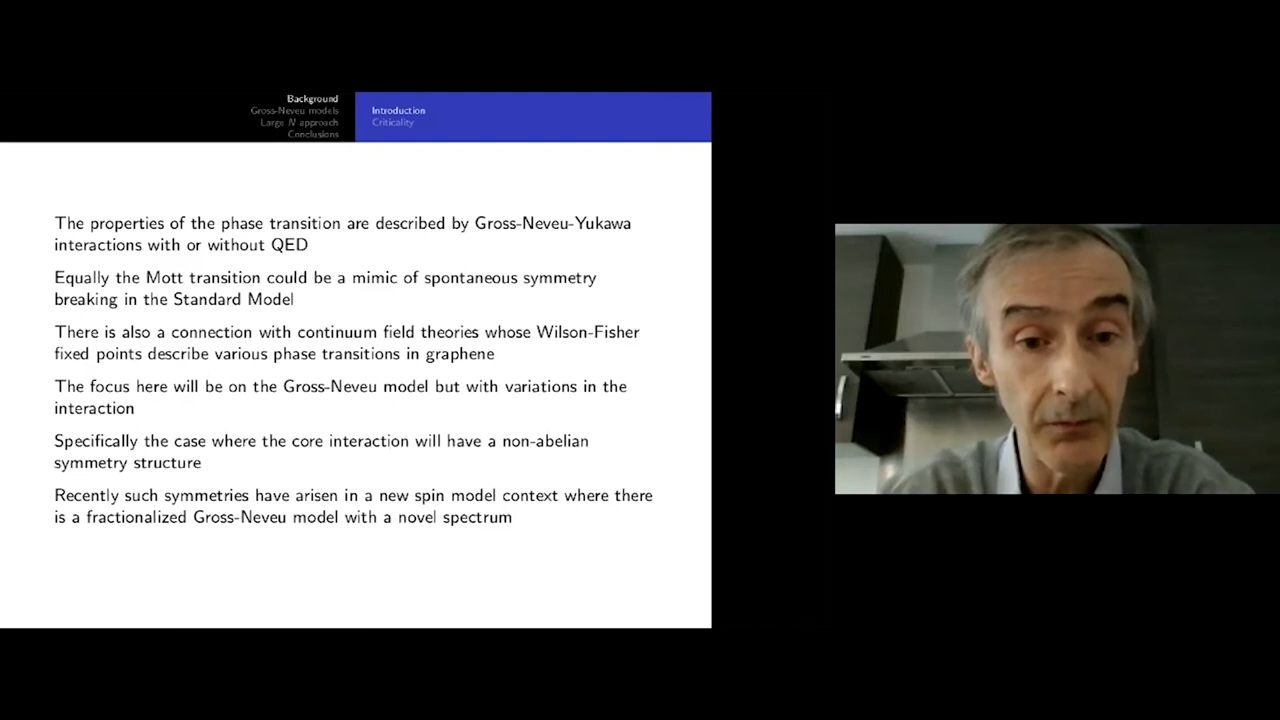 Background
Gross-Neveu models
Large N approach
Conclusions
Introduction
Criticality
The properties of the phase transition are described by Gross-Neveu-Yukawa
interactions with or without QED
Equally the Mott transition could be a mimic of spontaneous symmetry
breaking in the Standard Model
There is also a connection with continuum field theories whose Wilson-Fisher
fixed points describe various phase transitions in graphene
The focus here will be on the Gross-Neveu model but with variations in the
interaction
Specifically the case where the core interaction will have a non-abelian
symmetry structure
Recently such symmetries have arisen in a new spin model context where there
is a fractionalized Gross-Neveu model with a novel spectrum